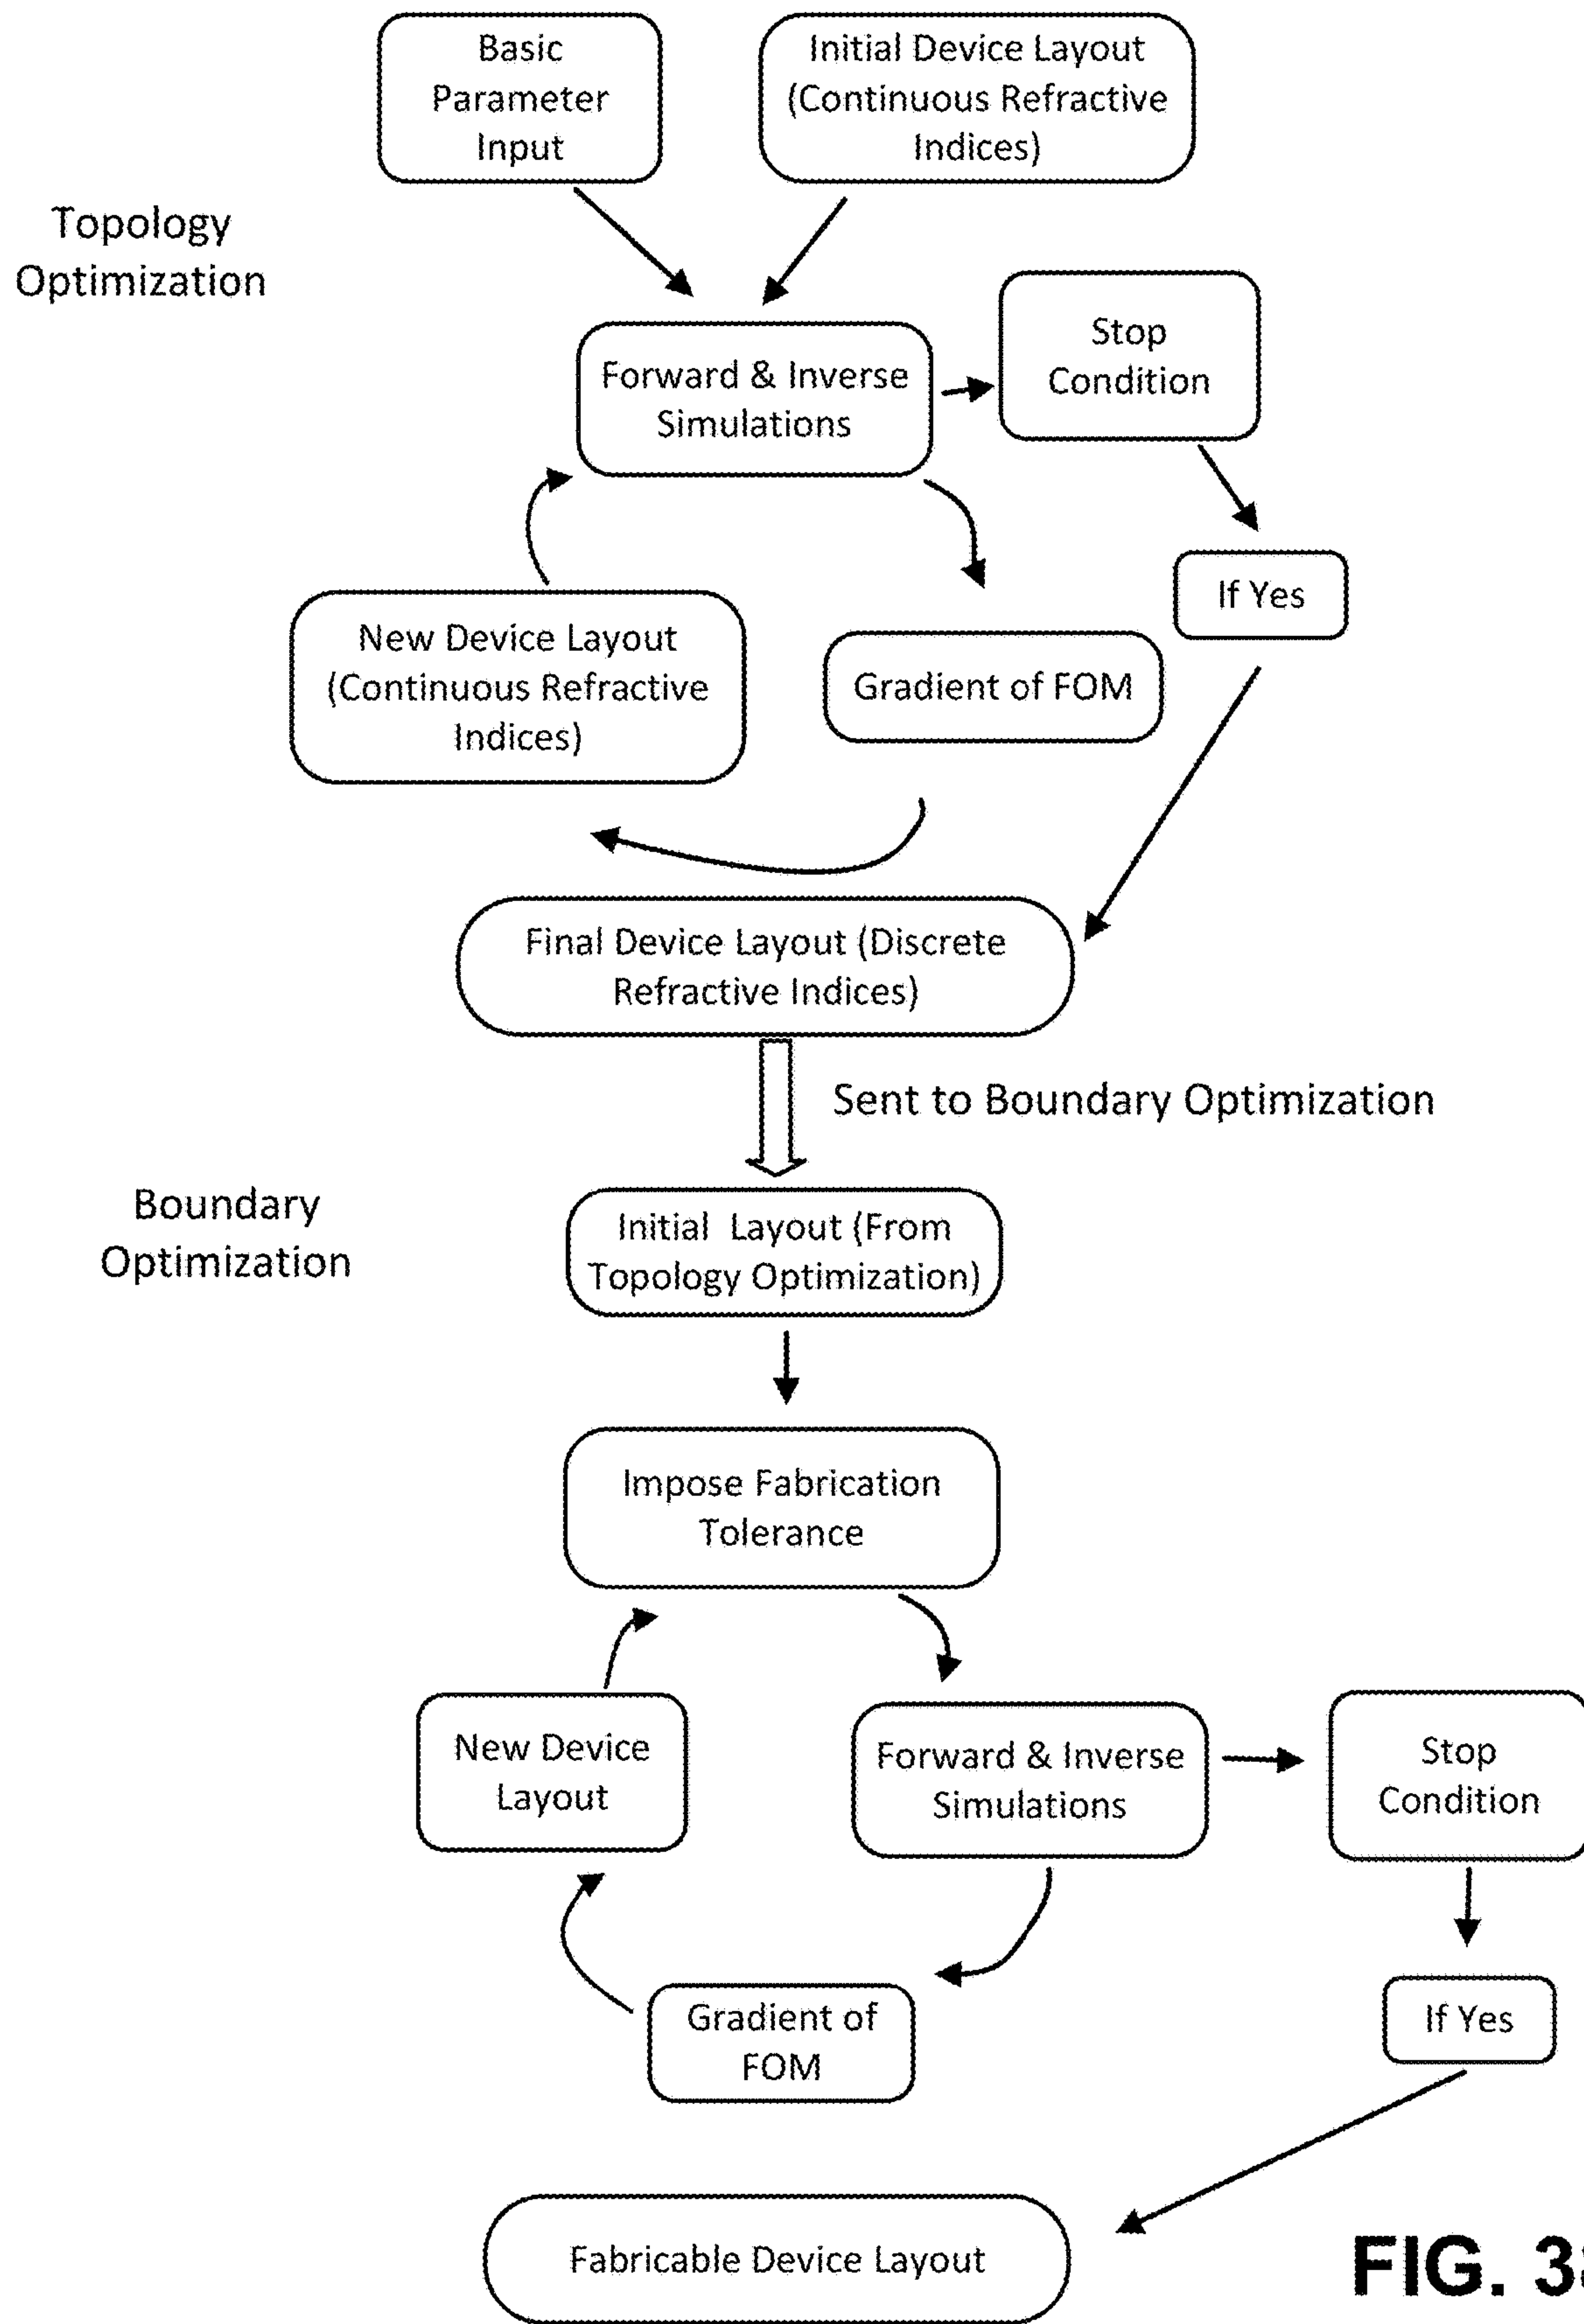 Basic
Parameter
Input
Initial Device Layout
(Continuous Refractive
Indices)
Topology
Optimization
Forward & Inverse
Simulations
Stop
Condition
If Yes
New Device Layout
(Continuous Refractive
Indices)
Gradient of FOM
Final Device Layout (Discrete
Refractive Indices)
Sent to Boundary Optimization
Boundary
Optimization
Initial Layout (From
Topology Optimization)
Impose Fabrication
Tolerance
New Device
Layout
Forward & Inverse
Simulations
Stop
Condition
Gradient of
FOM
If Yes
Fabricable Device Layout
FIG.